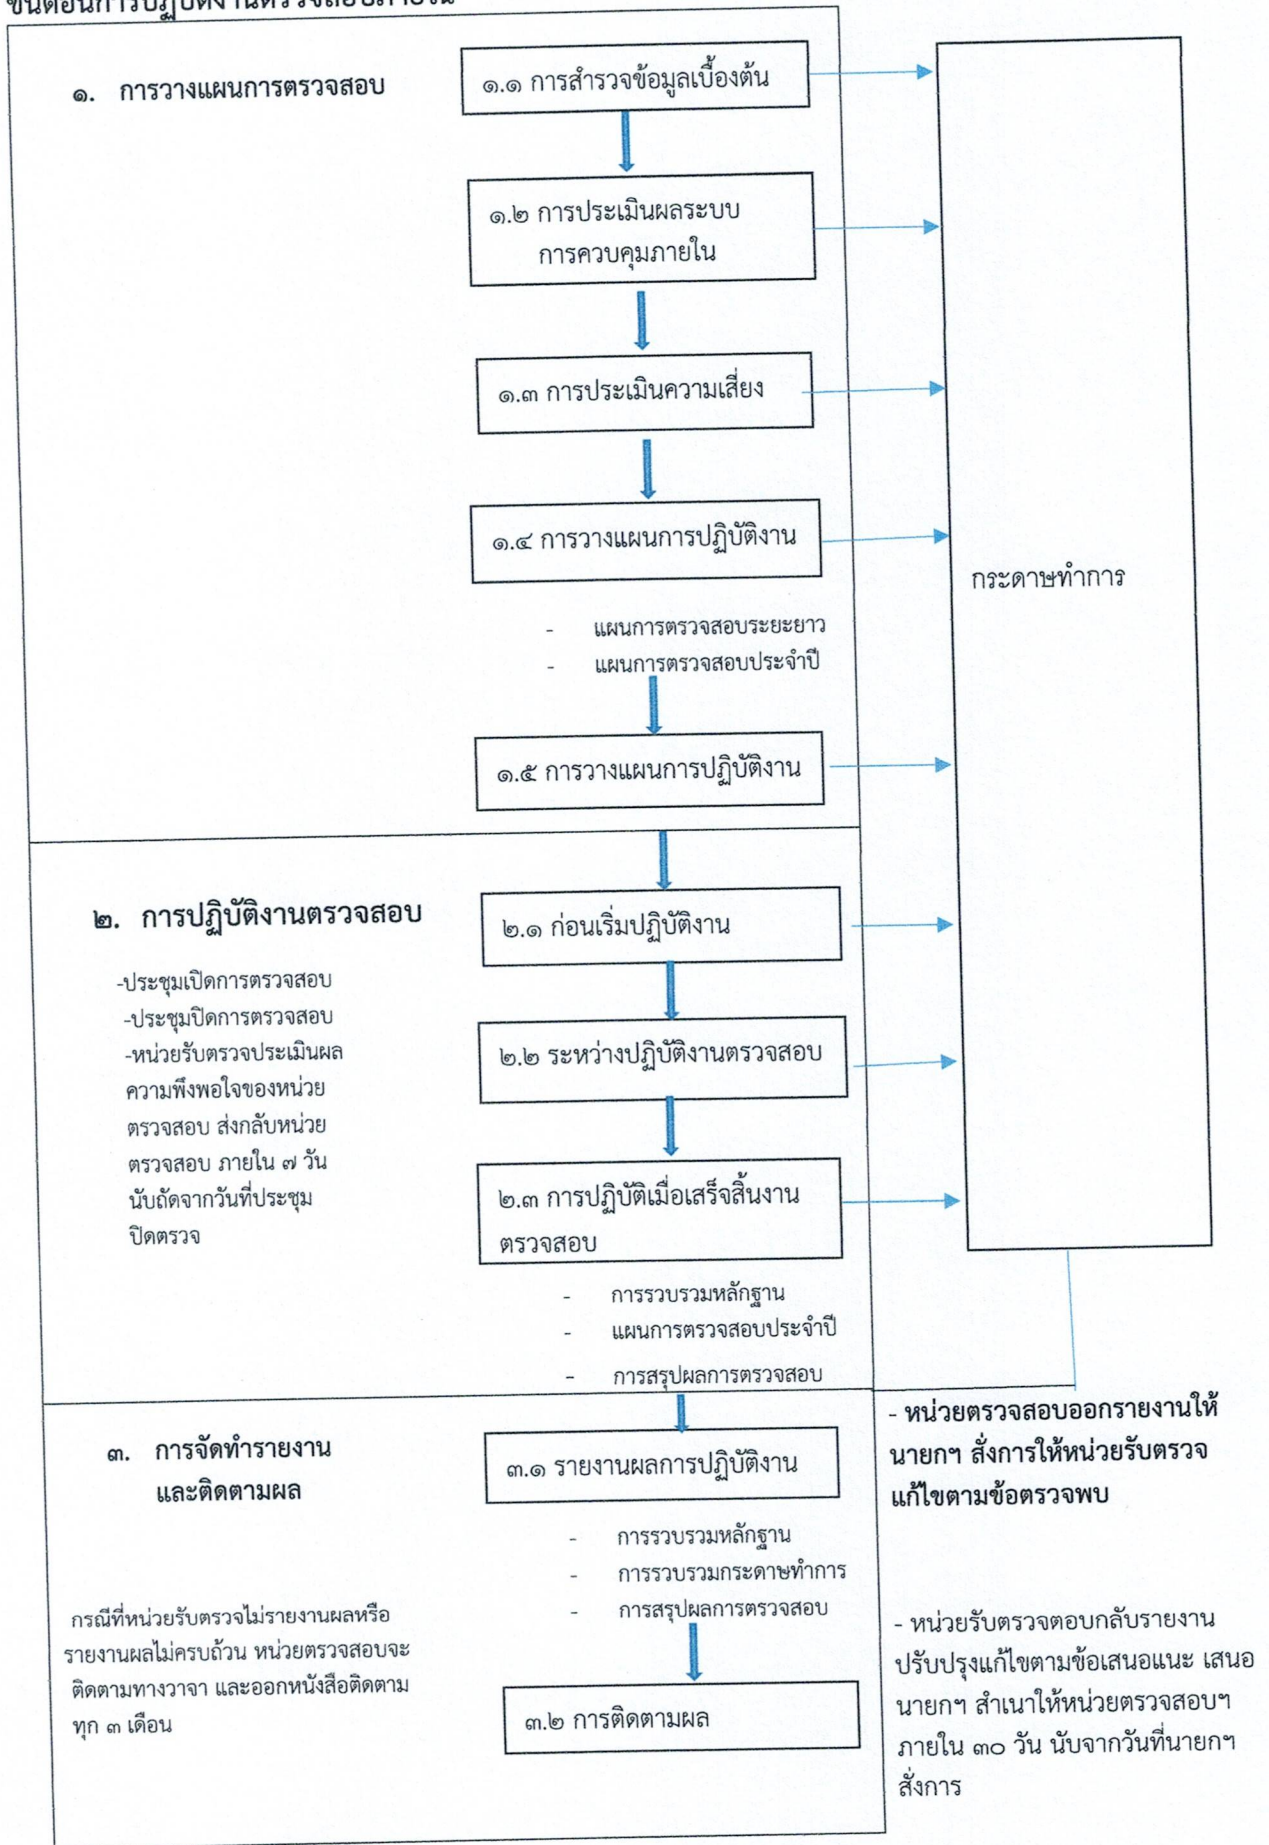 ขั้นตอนการปฏิบัติงานตรวจสอบภายใน
๑. การวางแผนการตรวจสอบ
๑.๑ การสำรวจข้อมูลเบื้องต้น
๑.๒ การประเมินผลระบบ
การควบคุมภายใน
๑.๓ การประเมินความเสี่ยง
๑.๔ การวางแผนการปฏิบัติงาน
- แผนการตรวจสอบระยะยาว
- แผนการตรวจสอบประจำปี
๑.๕ การวางแผนการปฏิบัติงาน
กระดาษทำการ
๒. การปฏิบัติงานตรวจสอบ
-ประชุมเปิดการตรวจสอบ
-ประชุมปิดการตรวจสอบ
-หน่วยรับตรวจประเมินผล
ความพึงพอใจของหน่วย
ตรวจสอบ ส่งกลับหน่วย
ตรวจสอบ ภายใน ๗ วัน
นับถัดจากวันที่ประชุม
ปิดตรวจ
๒.๑ ก่อนเริ่มปฏิบัติงาน
๒.๒ ระหว่างปฏิบัติงานตรวจสอบ
๒.๓ การปฏิบัติเมื่อเสร็จสิ้นงาน
ตรวจสอบ
- การรวบรวมหลักฐาน
- แผนการตรวจสอบประจำปี
- การสรุปผลการตรวจสอบ
๓. การจัดทำรายงาน
และติดตามผล
กรณีที่หน่วยรับตรวจไม่รายงานผลหรือ
รายงานผลไม่ครบถ้วน หน่วยตรวจสอบจะ
ติดตามทางวาจา และออกหนังสือติดตาม
ทุก ๓ เดือน
๓.๑ รายงานผลการปฏิบัติงาน
- การรวบรวมหลักฐาน
- การรวบรวมกระดาษทำการ
- การสรุปผลการตรวจสอบ
๓.๒ การติดตามผล
- หน่วยตรวจสอบออกรายงานให้
นายกฯ สั่งการให้หน่วยรับตรวจ
แก้ไขตามข้อตรวจพบ
- หน่วยรับตรวจตอบกลับรายงาน
ปรับปรุงแก้ไขตามข้อเสนอแนะ เสนอ
นายกฯ สำเนาให้หน่วยตรวจสอบฯ
ภายใน ๓๐ วัน นับจากวันที่นายกฯ
สั่งการ